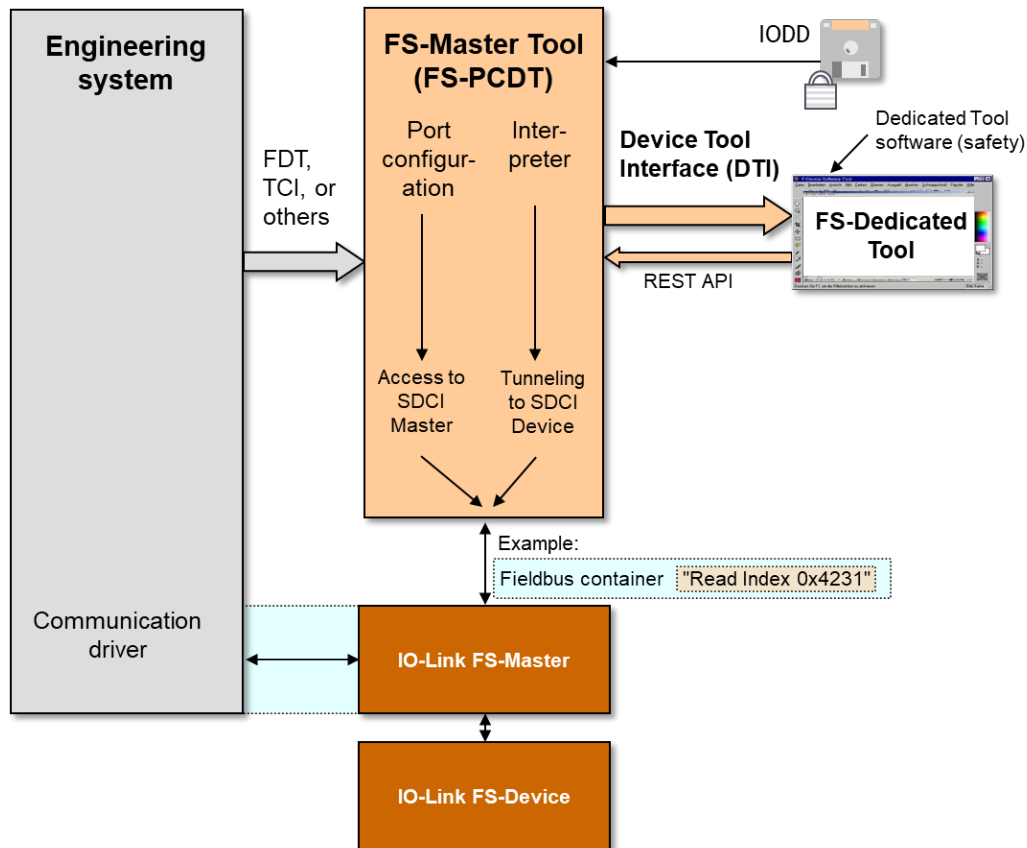 Engineering
system
FS-Master Tool
(FS-PCDT)
IODD
Dedicated Tool
software (safety)
Port
configur-
ation
Inter-
preter
Device Tool
Interface (DTI)
FDT,
TCI, or
others
FS-Dedicated
Tool
REST API
Access to
SDCI
Master
Tunneling
to SDCI
Device
Example:
Fieldbus container "Read Index 0x4231"
Communication
driver
IO-Link FS-Master
IO-Link FS-Device